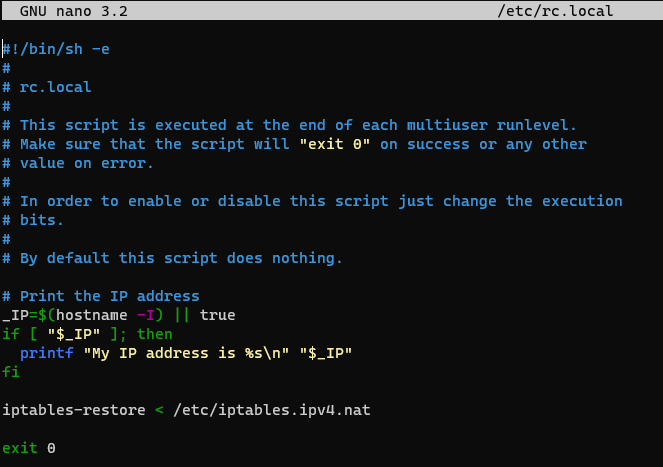 GNU nano 3.2 /etc/rc.local
#!/bin/sh -e
#
# rc.local
#
# This script is executed at the end of each multiuser runlevel.
# Make sure that the script will "exit 0" on success or any other
# value on error.
#
# In order to enable or disable this script just change the execution
# bits.
#
# By default this script does nothing.
# Print the IP address
_IP=$(hostname -I) || true
if [ "$_IP" ]; then
  printf "My IP address is %s\n" "$_IP"
fi
iptables-restore < /etc/iptables.ipv4.nat
exit 0